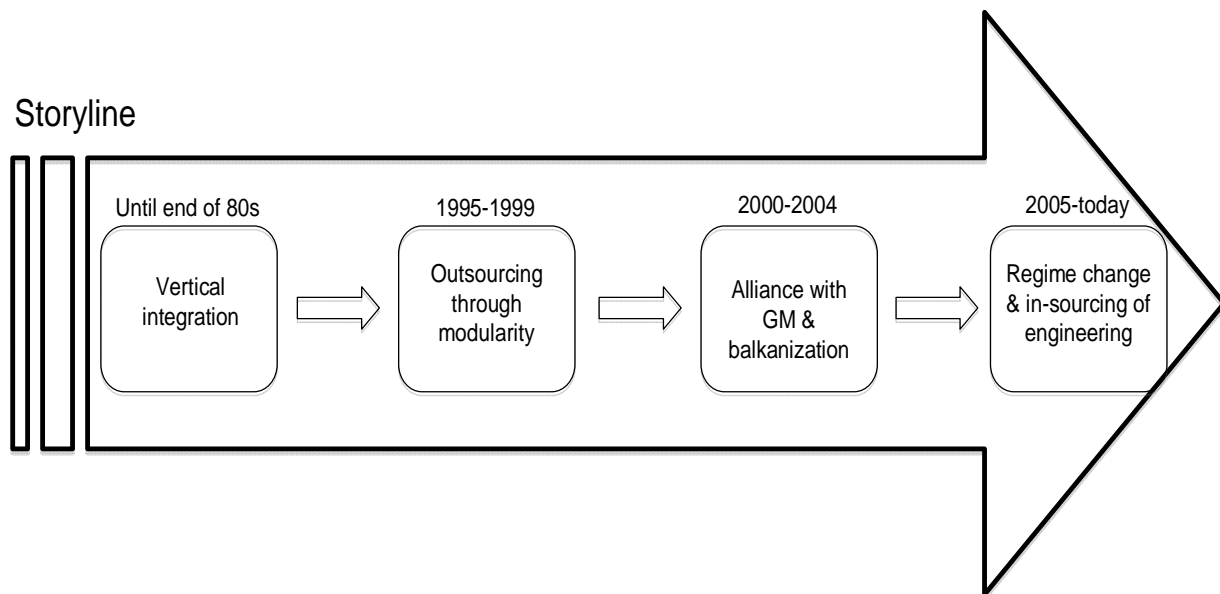 Storyline
Until end of 80s
Vertical
integration
1995-1999
Outsourcing
through
modularity
2000-2004
Alliance with
GM &
balkanization
2005-today
Regime change
& in-sourcing of
engineering